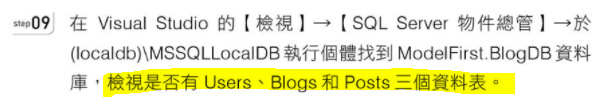 step09 在 Visual Studio 的【檢視】→【SQL Server 物件總管】→於
(localdb)\MSSQLLocalDB 執行個體找到 ModelFirst.BlogDB 資料
庫，檢視是否有 Users、Blogs 和 Posts 三個資料表。